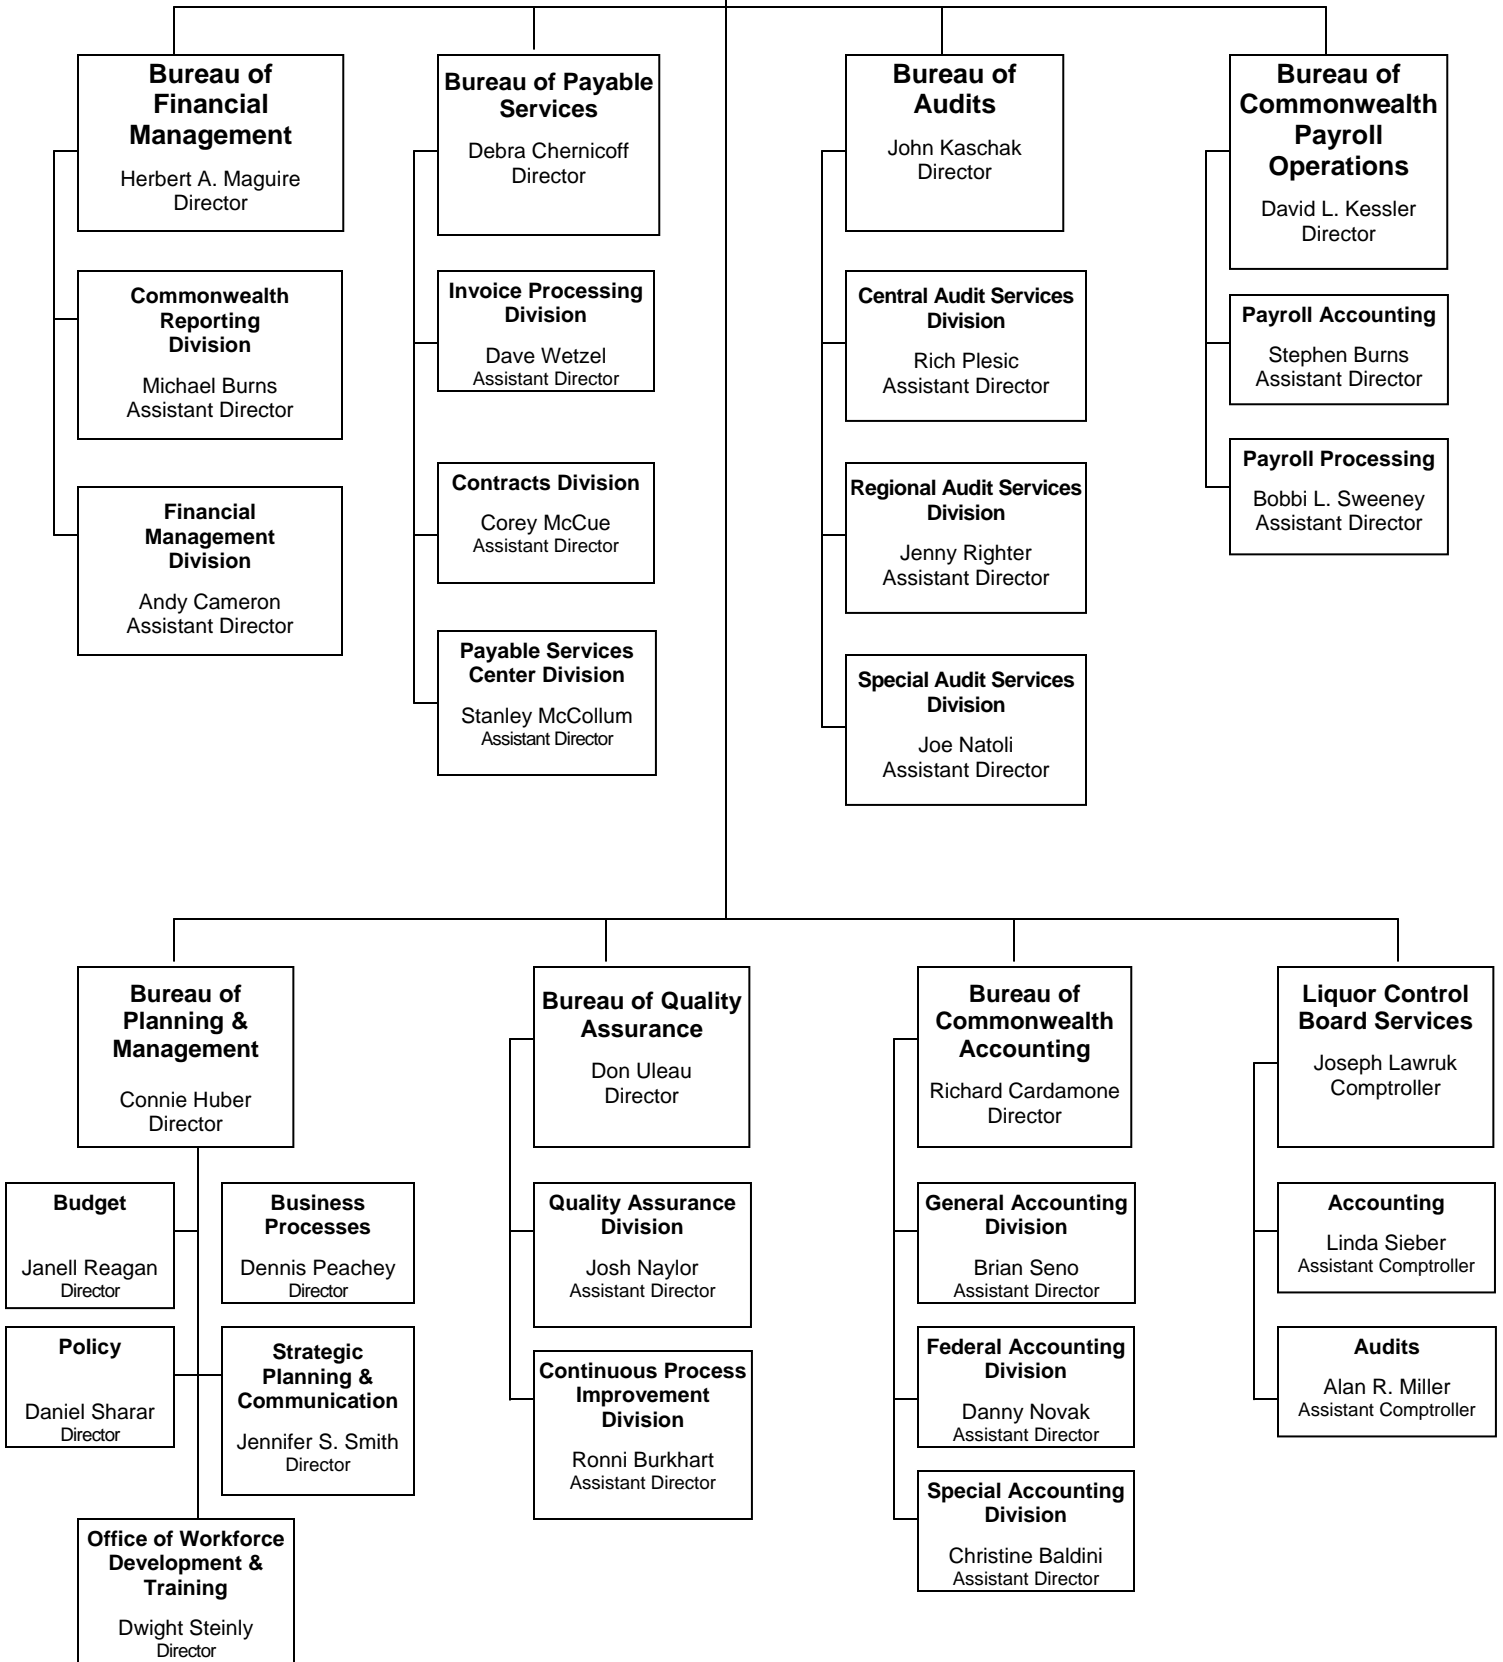 Bureau of
Financial
Management
Herbert A. Maguire
Director
Commonwealth
Reporting
Division
Michael Burns
Assistant Director
Financial
Management
Division
Andy Cameron
Assistant Director
Bureau of Payable
Services
Debra Chernicoff
Director
Invoice Processing
Division
Dave Wetzel
Assistant Director
Contracts Division
Corey McCue
Assistant Director
Payable Services
Center Division
Stanley McCollum
Assistant Director
Bureau of
Audits
John Kaschak
Director
Central Audit Services
Division
Rich Plesic
Assistant Director
Regional Audit Services
Division
Jenny Righter
Assistant Director
Special Audit Services
Division
Joe Natoli
Assistant Director
Bureau of
Commonwealth
Payroll
Operations
David L. Kessler
Director
Payroll Accounting
Stephen Burns
Assistant Director
Payroll Processing
Bobbi L. Sweeney
Assistant Director
Bureau of
Planning &
Management
Connie Huber
Director
Budget
Janell Reagan
Director
Business
Processes
Dennis Peachey
Director
Policy
Daniel Sharar
Director
Strategic
Planning &
Communication
Jennifer S. Smith
Director
Office of Workforce
Development &
Training
Dwight Steinly
Director
Bureau of Quality
Assurance
Don Uleau
Director
Quality Assurance
Division
Josh Naylor
Assistant Director
Continuous Process
Improvement
Division
Ronni Burkhart
Assistant Director
Bureau of
Commonwealth
Accounting
Richard Cardamone
Director
General Accounting
Division
Brian Seno
Assistant Director
Federal Accounting
Division
Danny Novak
Assistant Director
Special Accounting
Division
Christine Baldini
Assistant Director
Liquor Control
Board Services
Joseph Lawruk
Comptroller
Accounting
Linda Sieber
Assistant Comptroller
Audits
Alan R. Miller
Assistant Comptroller